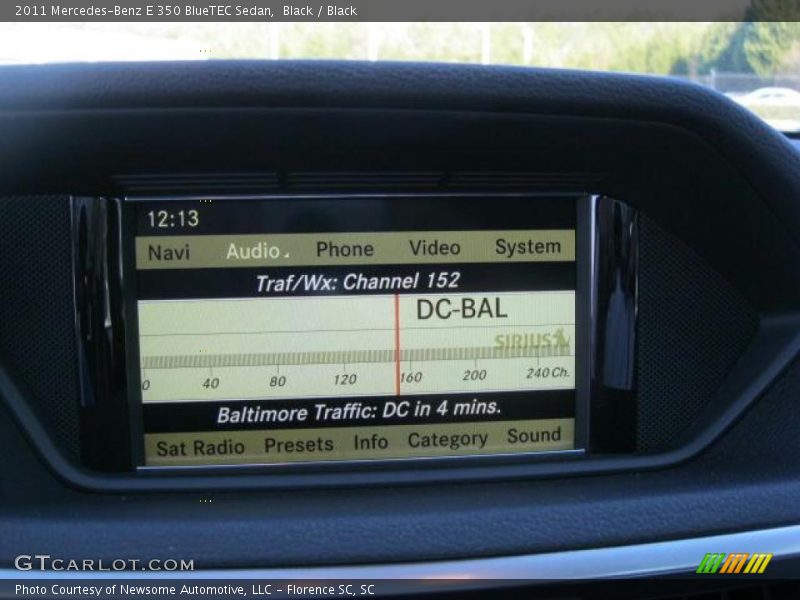 2011 Mercedes-Benz E 350 BlueTEC Sedan,  Black / Black
12:13
Navi Audio Phone Video System
Traf/Wx: Channel 152
DC-BAL
SIRIUS
0 40 80 120 160 200 240 Ch.
Baltimore Traffic: DC in 4 mins.
Sat Radio Presets Info Category Sound
GTCARLOT.COM
Photo Courtesy of Newsome Automotive, LLC - Florence SC, SC